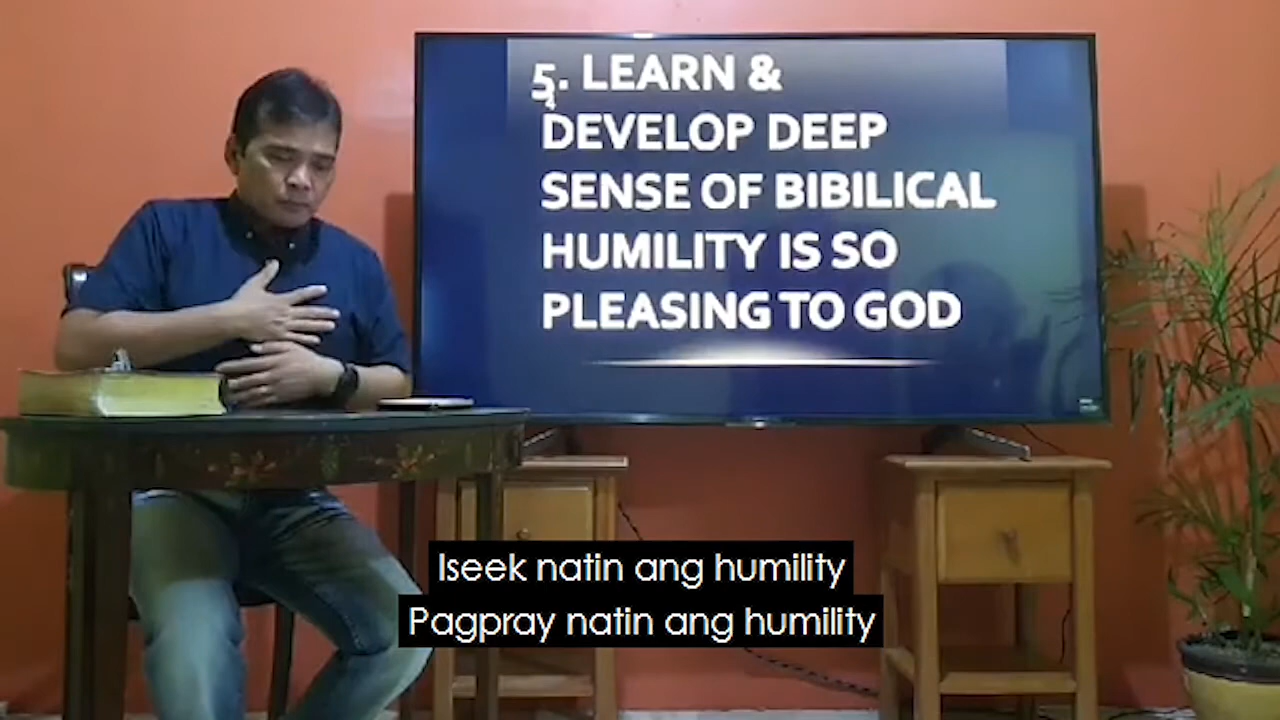 5. LEARN &
DEVELOP DEEP
SENSE OF BIBILICAL
HUMILITY IS SO
PLEASING TO GOD
Iseek natin ang humility
Pagpray natin ang humility